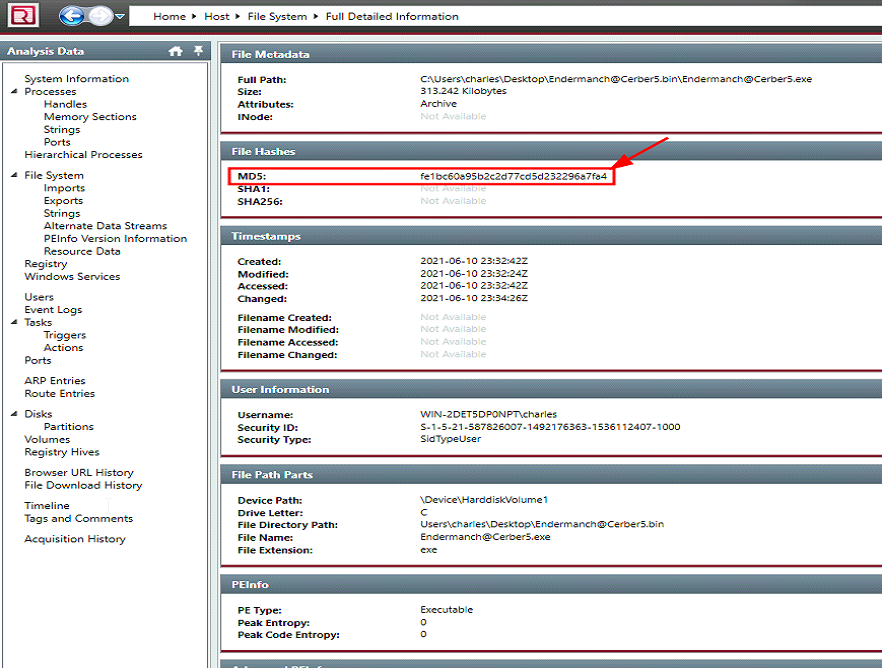 Home ▸ Host ▸ File System ▸ Full Detailed Information
Analysis Data
System Information
Processes
Handles
Memory Sections
Strings
Ports
Hierarchical Processes
File System
Imports
Exports
Strings
Alternate Data Streams
PEInfo Version Information
Resource Data
Registry
Windows Services
Users
Event Logs
Tasks
Triggers
Actions
Ports
ARP Entries
Route Entries
Disks
Partitions
Volumes
Registry Hives
Browser URL History
File Download History
Timeline
Tags and Comments
Acquisition History
File Metadata
Full Path: C:\Users\charles\Desktop\Endermanch@Cerber5.bin\Endermanch@Cerber5.exe
Size: 313.242 Kilobytes
Attributes: Archive
INode: Not Available
File Hashes
MD5: fe1bc60a95b2c2d77cd5d232296a7fa4
SHA1: Not Available
SHA256: Not Available
Timestamps
Created: 2021-06-10 23:32:42Z
Modified: 2021-06-10 23:32:24Z
Accessed: 2021-06-10 23:32:42Z
Changed: 2021-06-10 23:34:26Z
Filename Created: Not Available
Filename Modified: Not Available
Filename Accessed: Not Available
Filename Changed: Not Available
User Information
Username: WIN-2DET5DP0NPT\charles
Security ID: S-1-5-21-587826007-1492176363-1536112407-1000
Security Type: SidTypeUser
File Path Parts
Device Path: \Device\HarddiskVolume1
Drive Letter: C
File Directory Path: Users\charles\Desktop\Endermanch@Cerber5.bin
File Name: Endermanch@Cerber5.exe
File Extension: exe
PEInfo
PE Type: Executable
Peak Entropy: 0
Peak Code Entropy: 0